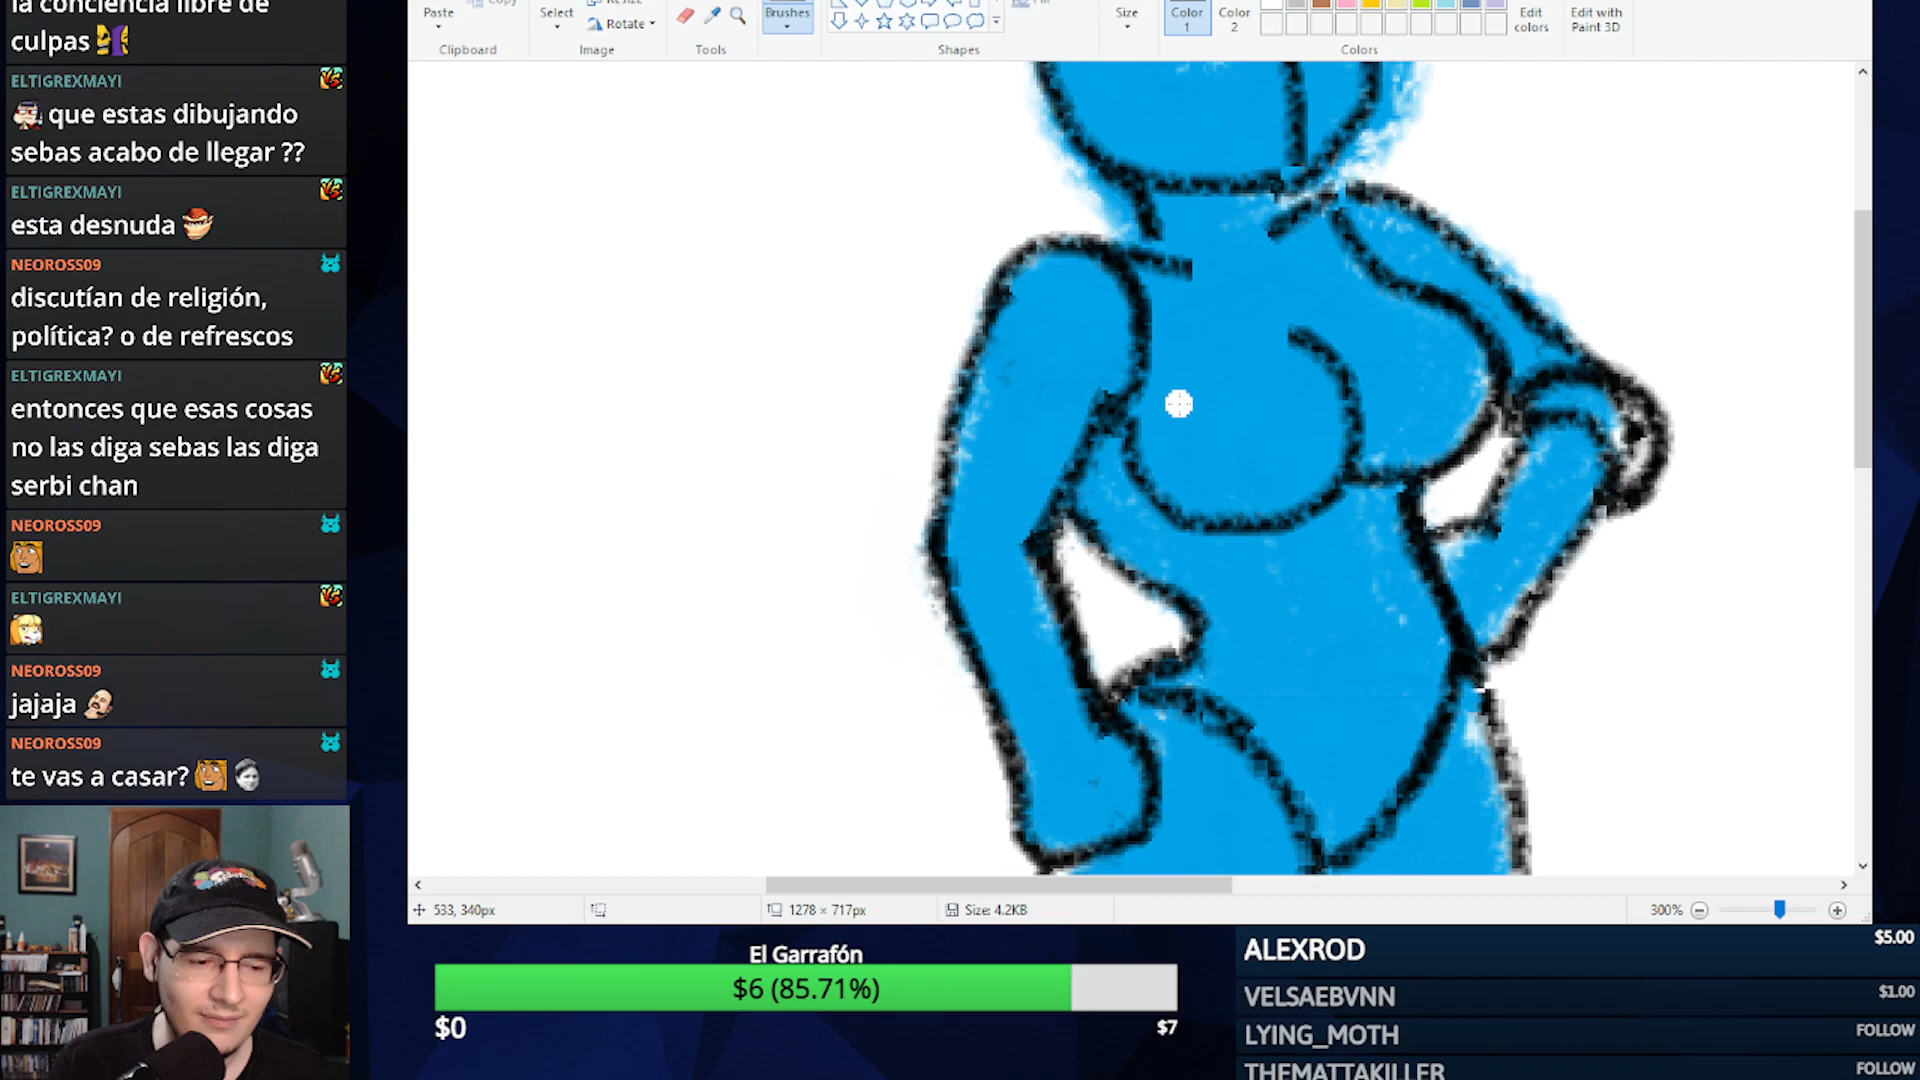 la conciencia libre de
culpas
ELTIGREXMAYI
que estas dibujando
sebas acabo de llegar ??
ELTIGREXMAYI
esta desnuda
NEOROSS09
discutían de religión,
política? o de refrescos
ELTIGREXMAYI
entonces que esas cosas
no las diga sebas las diga
serbi chan
NEOROSS09
ELTIGREXMAYI
NEOROSS09
jajaja
NEOROSS09
te vas a casar?
Paste
Copy
Clipboard
Select
Rotate
Image
Tools
Brushes
Shapes
Size
Color
1
Color
2
Edit
colors
Edit with
Paint 3D
Colors
533, 340px
1278 × 717px
Size: 4.2KB
300%
El Garrafón
$6 (85.71%)
$0
$7
ALEXROD
$5.00
VELSAEBVNN
$1.00
LYING_MOTH
FOLLOW
THEMATTAKILLER
FOLLOW